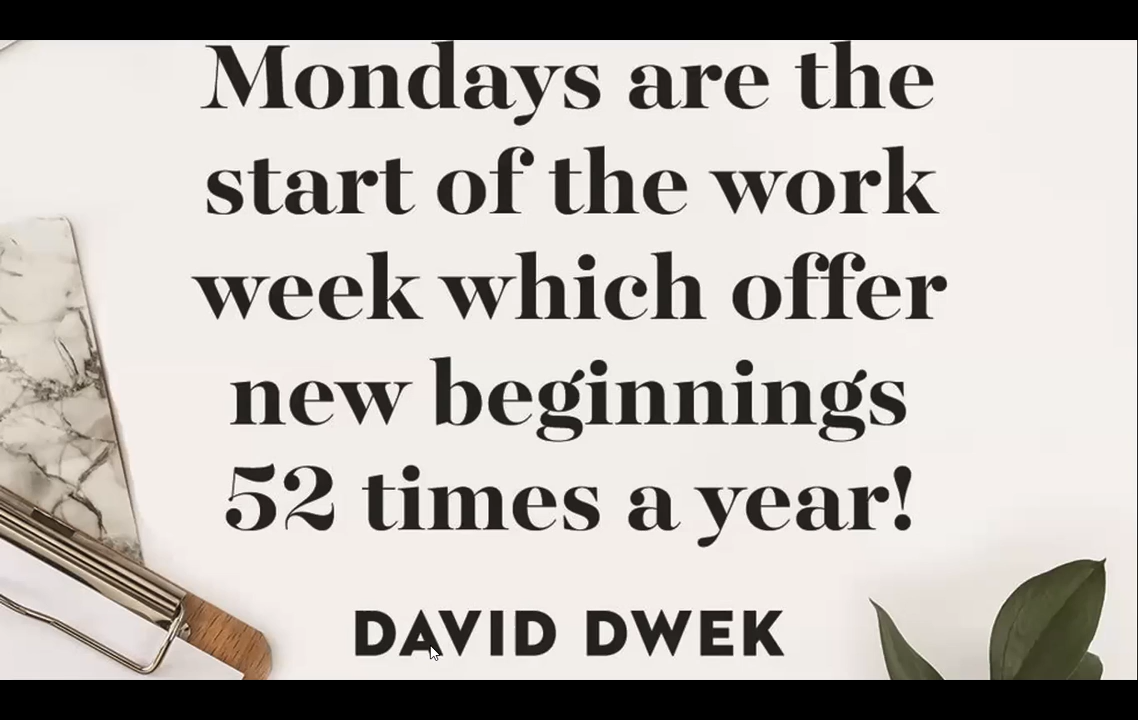 Mondays are the
start of the work
week which offer
new beginnings
52 times a year!
DAVID DWEK